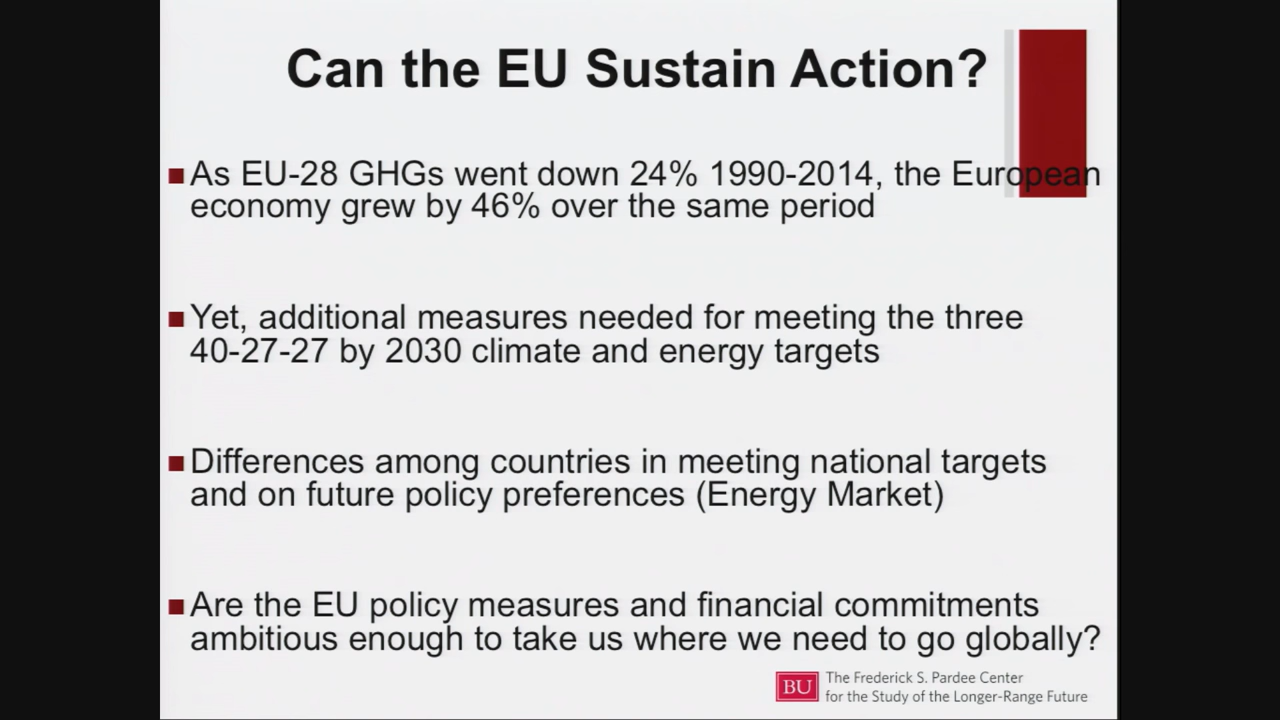 Can the EU Sustain Action?
As EU-28 GHGs went down 24% 1990-2014, the European
economy grew by 46% over the same period
Yet, additional measures needed for meeting the three
40-27-27 by 2030 climate and energy targets
Differences among countries in meeting national targets
and on future policy preferences (Energy Market)
Are the EU policy measures and financial commitments
ambitious enough to take us where we need to go globally?
BU
The Frederick S. Pardee Center
for the Study of the Longer-Range Future